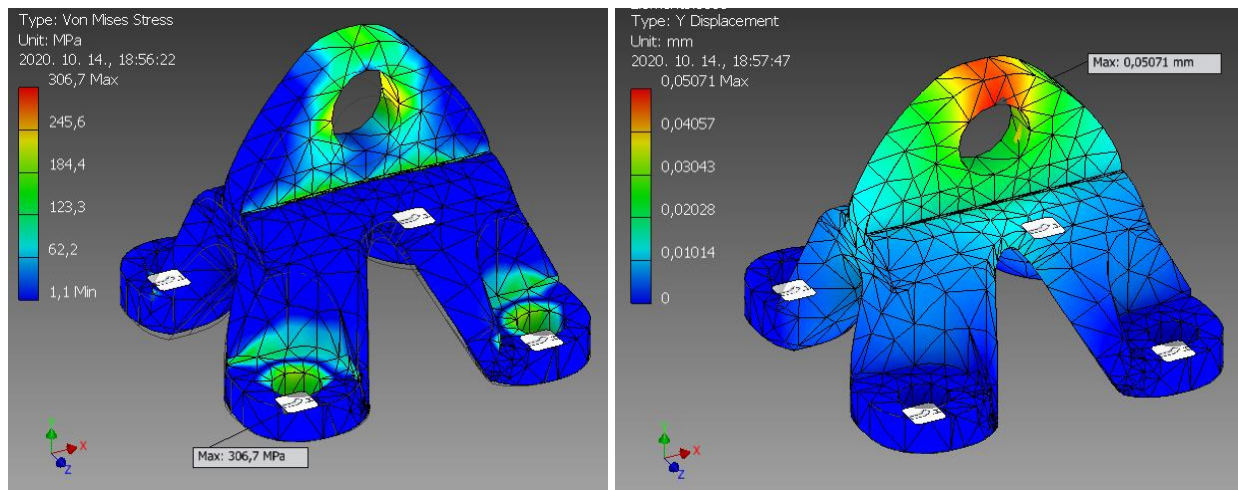 Type: Von Mises Stress
Unit: MPa
2020. 10. 14., 18:56:22
306,7 Max
245,6
184,4
123,3
62,2
1,1 Min
Max: 306,7 MPa
Y
X
Z
Type: Y Displacement
Unit: mm
2020. 10. 14., 18:57:47
0,05071 Max
0,04057
0,03043
0,02028
0,01014
0
Max: 0,05071 mm
X
Z